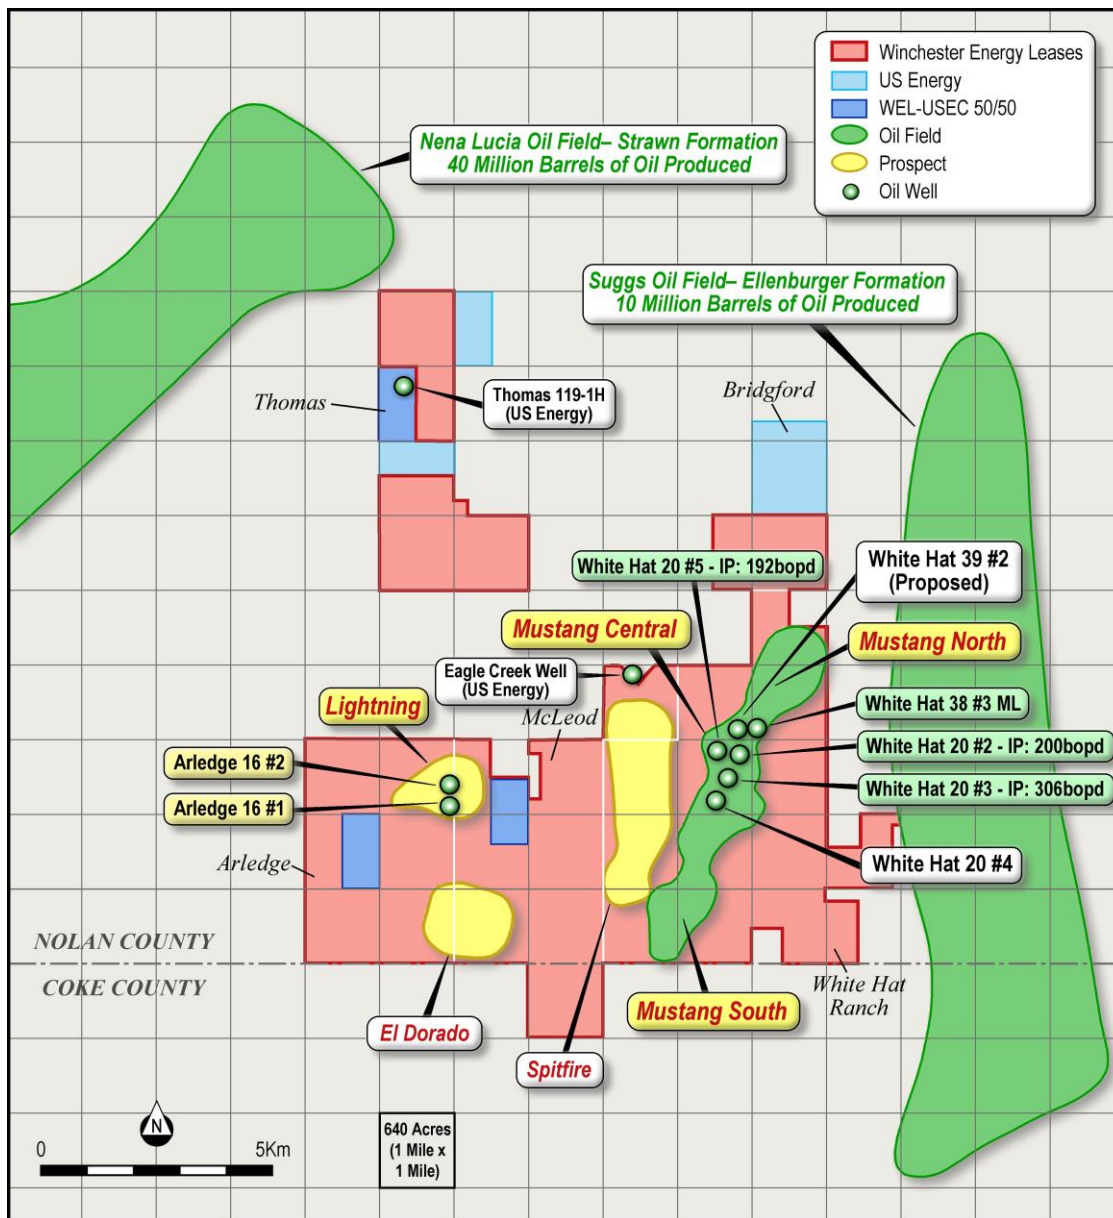 Winchester Energy Leases
US Energy
WEL-USEC 50/50
Oil Field
Prospect
Oil Well
Nena Lucia Oil Field– Strawn Formation
40 Million Barrels of Oil Produced
Suggs Oil Field– Ellenburger Formation
10 Million Barrels of Oil Produced
Thomas
Thomas 119-1H
(US Energy)
Bridgford
White Hat 20 #5 - IP: 192bopd
White Hat 39 #2
(Proposed)
Mustang Central
Mustang North
Eagle Creek Well
(US Energy)
Lightning
McLeod
White Hat 38 #3 ML
Arledge 16 #2
White Hat 20 #2 - IP: 200bopd
Arledge 16 #1
White Hat 20 #3 - IP: 306bopd
Arledge
White Hat 20 #4
NOLAN COUNTY
COKE COUNTY
White Hat
Ranch
Mustang South
El Dorado
Spitfire
N
0
5Km
640 Acres
(1 Mile x
1 Mile)